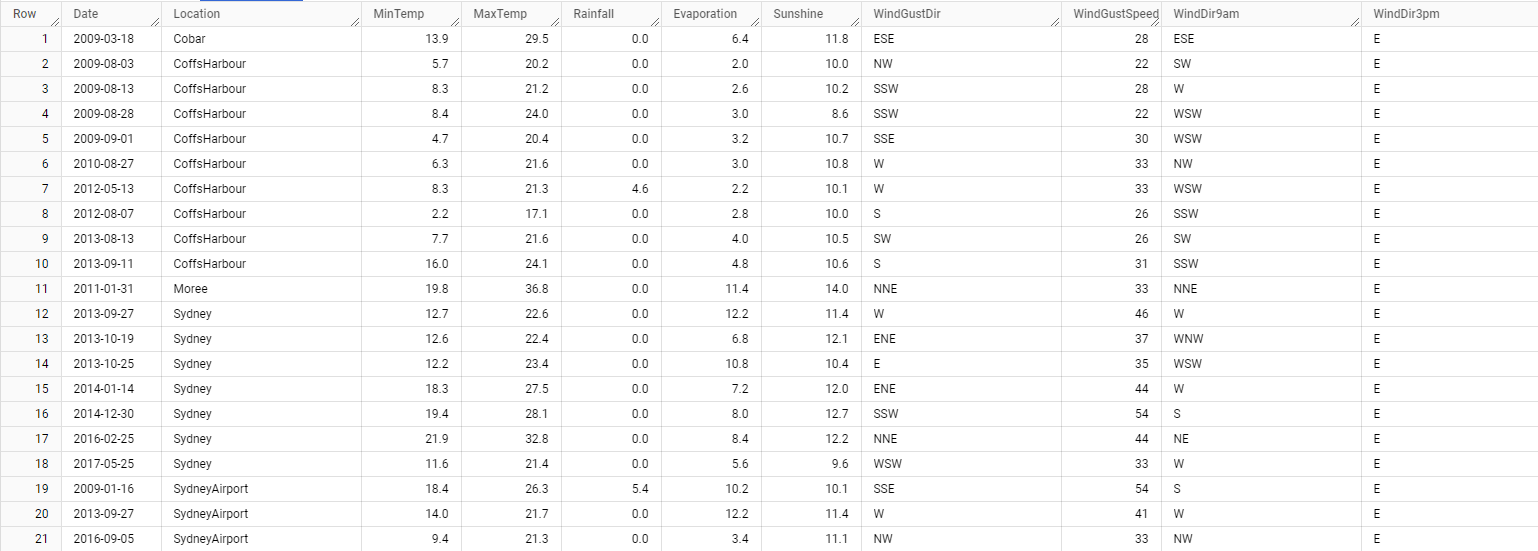 Row Date Location MinTemp MaxTemp Rainfall Evaporation Sunshine WindGustDir WindGustSpeed WindDir9am WindDir3pm
1 2009-03-18 Cobar 13.9 29.5 0.0 6.4 11.8 ESE 28 ESE E
2 2009-08-03 CoffsHarbour 5.7 20.2 0.0 2.0 10.0 NW 22 SW E
3 2009-08-13 CoffsHarbour 8.3 21.2 0.0 2.6 10.2 SSW 28 W E
4 2009-08-28 CoffsHarbour 8.4 24.0 0.0 3.0 8.6 SSW 22 WSW E
5 2009-09-01 CoffsHarbour 4.7 20.4 0.0 3.2 10.7 SSE 30 WSW E
6 2010-08-27 CoffsHarbour 6.3 21.6 0.0 3.0 10.8 W 33 NW E
7 2012-05-13 CoffsHarbour 8.3 21.3 4.6 2.2 10.1 W 33 WSW E
8 2012-08-07 CoffsHarbour 2.2 17.1 0.0 2.8 10.0 S 26 SSW E
9 2013-08-13 CoffsHarbour 7.7 21.6 0.0 4.0 10.5 SW 26 SW E
10 2013-09-11 CoffsHarbour 16.0 24.1 0.0 4.8 10.6 S 31 SSW E
11 2011-01-31 Moree 19.8 36.8 0.0 11.4 14.0 NNE 33 NNE E
12 2013-09-27 Sydney 12.7 22.6 0.0 12.2 11.4 W 46 W E
13 2013-10-19 Sydney 12.6 22.4 0.0 6.8 12.1 ENE 37 WNW E
14 2013-10-25 Sydney 12.2 23.4 0.0 10.8 10.4 E 35 WSW E
15 2014-01-14 Sydney 18.3 27.5 0.0 7.2 12.0 ENE 44 W E
16 2014-12-30 Sydney 19.4 28.1 0.0 8.0 12.7 SSW 54 S E
17 2016-02-25 Sydney 21.9 32.8 0.0 8.4 12.2 NNE 44 NE E
18 2017-05-25 Sydney 11.6 21.4 0.0 5.6 9.6 WSW 33 W E
19 2009-01-16 SydneyAirport 18.4 26.3 5.4 10.2 10.1 SSE 54 S E
20 2013-09-27 SydneyAirport 14.0 21.7 0.0 12.2 11.4 W 41 W E
21 2016-09-05 SydneyAirport 9.4 21.3 0.0 3.4 11.1 NW 33 NW E